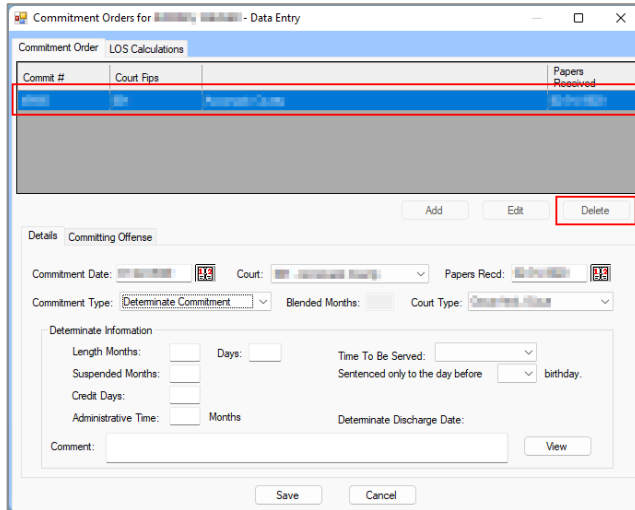 Commitment Orders for - Data Entry
Commitment Order LOS Calculations
Commit # Court Fips Papers Received
Add Edit Delete
Details Committing Offense
Commitment Date: Court: Papers Recd:
Commitment Type: Determinate Commitment Blended Months: Court Type:
Determinate Information
Length Months: Days: Time To Be Served:
Suspended Months: Sentenced only to the day before birthday.
Credit Days:
Administrative Time: Months Determinate Discharge Date:
Comment: View
Save Cancel